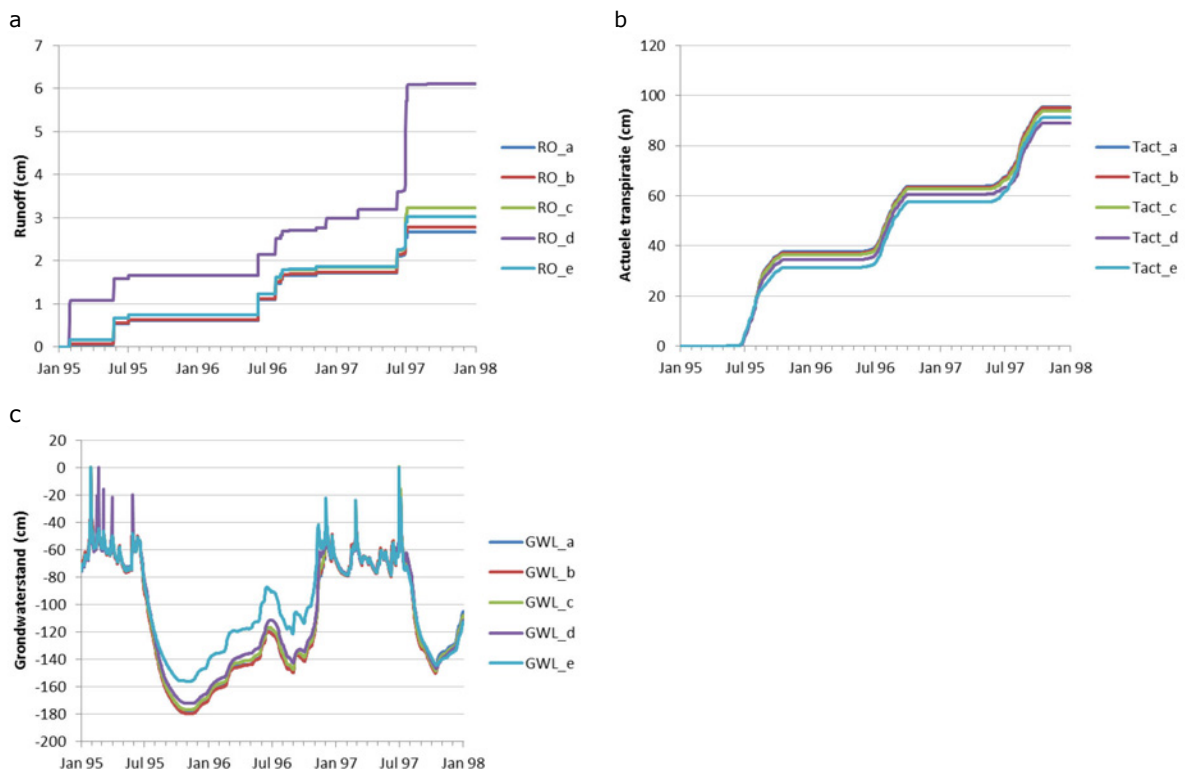 a
7
6
5
4
3
2
1
0
Runoff (cm)
Jan 95 Jul 95 Jan 96 Jul 96 Jan 97 Jul 97 Jan 98
RO_a
RO_b
RO_c
RO_d
RO_e
b
120
100
80
60
40
20
0
Actuele transpiratie (cm)
Jan 95 Jul 95 Jan 96 Jul 96 Jan 97 Jul 97 Jan 98
Tact_a
Tact_b
Tact_c
Tact_d
Tact_e
c
20
0
-20
-40
-60
-80
-100
-120
-140
-160
-180
-200
Grondwaterstand (cm)
Jan 95 Jul 95 Jan 96 Jul 96 Jan 97 Jul 97 Jan 98
GWL_a
GWL_b
GWL_c
GWL_d
GWL_e